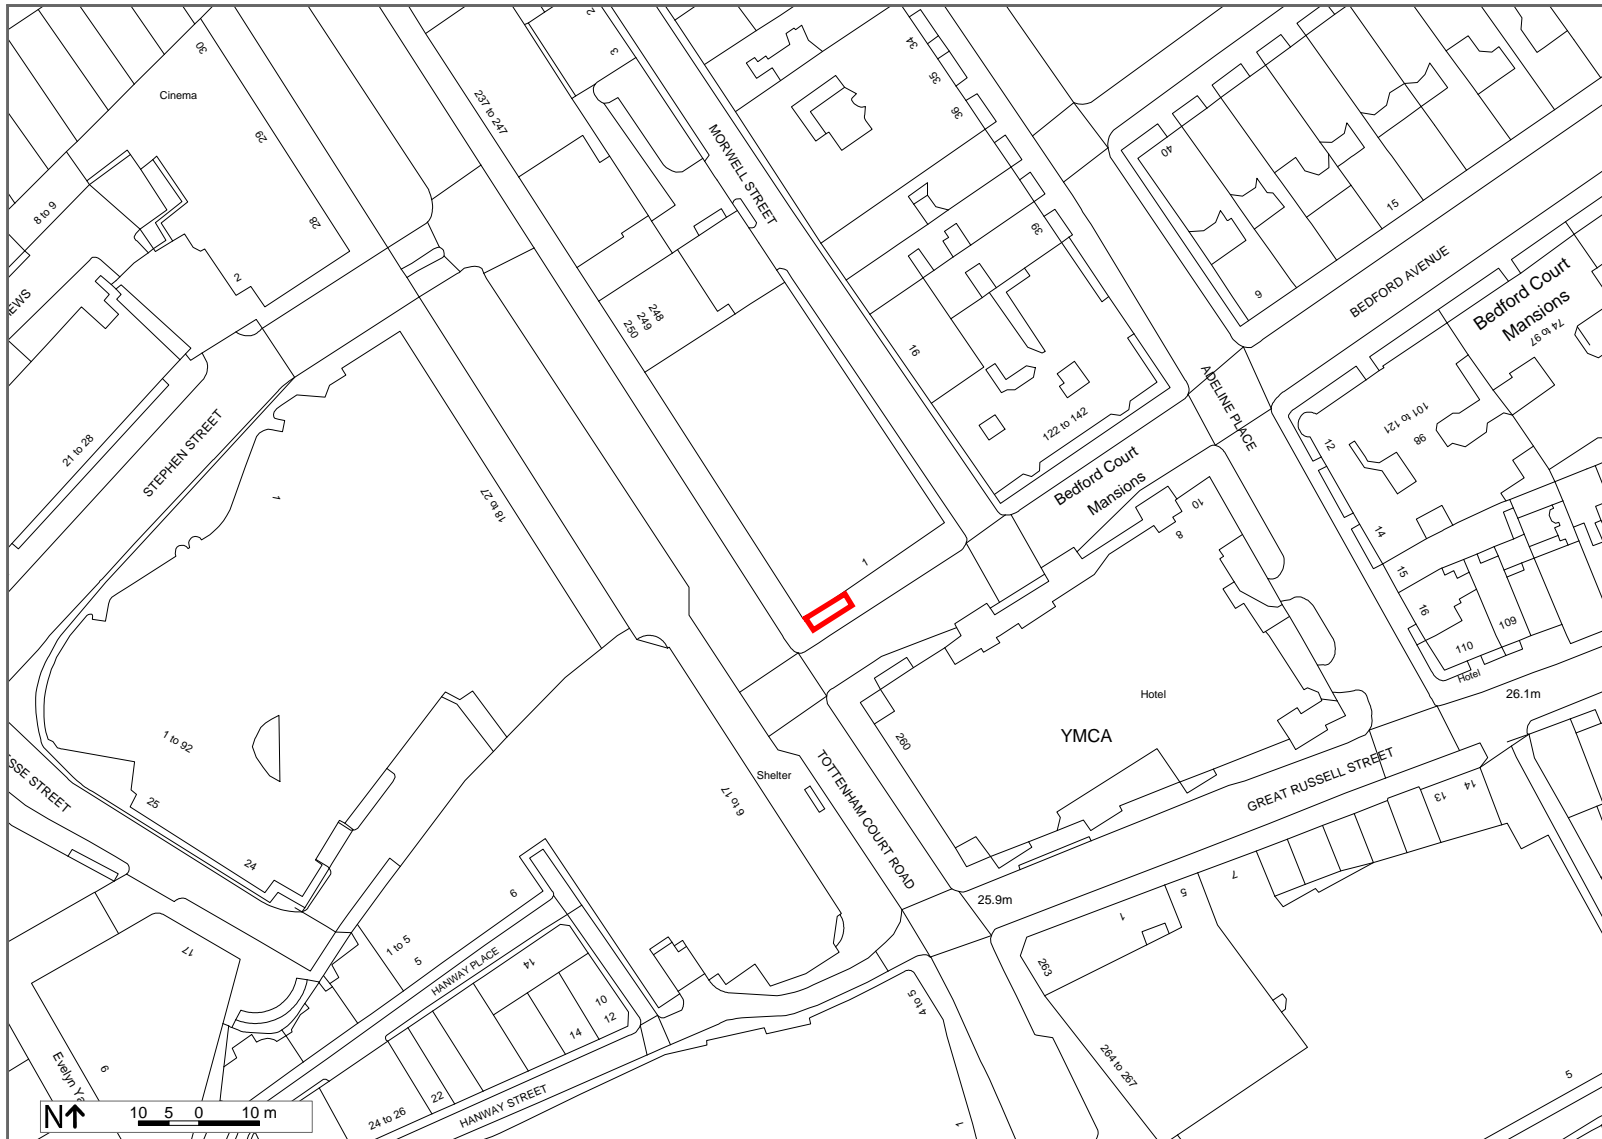 30
Cinema
29
28
8 to 9
2
EWS
21 to 28
STEPHEN STREET
1
1 to 92
25
24
SSE STREET
17
6
Evelyn Ya
237 to 247
2
3
MORWELL STREET
34
35
36
39
16
248
249
250
122 to 142
Bedford Court
Mansions
40
15
9
BEDFORD AVENUE
Bedford Court
Mansions
74 to 97
ADELINE PLACE
101 to 121
98
12
14
15
16
109
110
Hotel
26.1m
18 to 27
1
10
8
Hotel
YMCA
260
Shelter
9 to 17
TOTTENHAM COURT ROAD
GREAT RUSSELL STREET
25.9m
14
13
7
5
1
263
264 to 267
5
1
4 to 5
6
1 to 5
5
HANWAY PLACE
14
10
12
14
22
24 to 26
HANWAY STREET
N
10 5 0 10 m